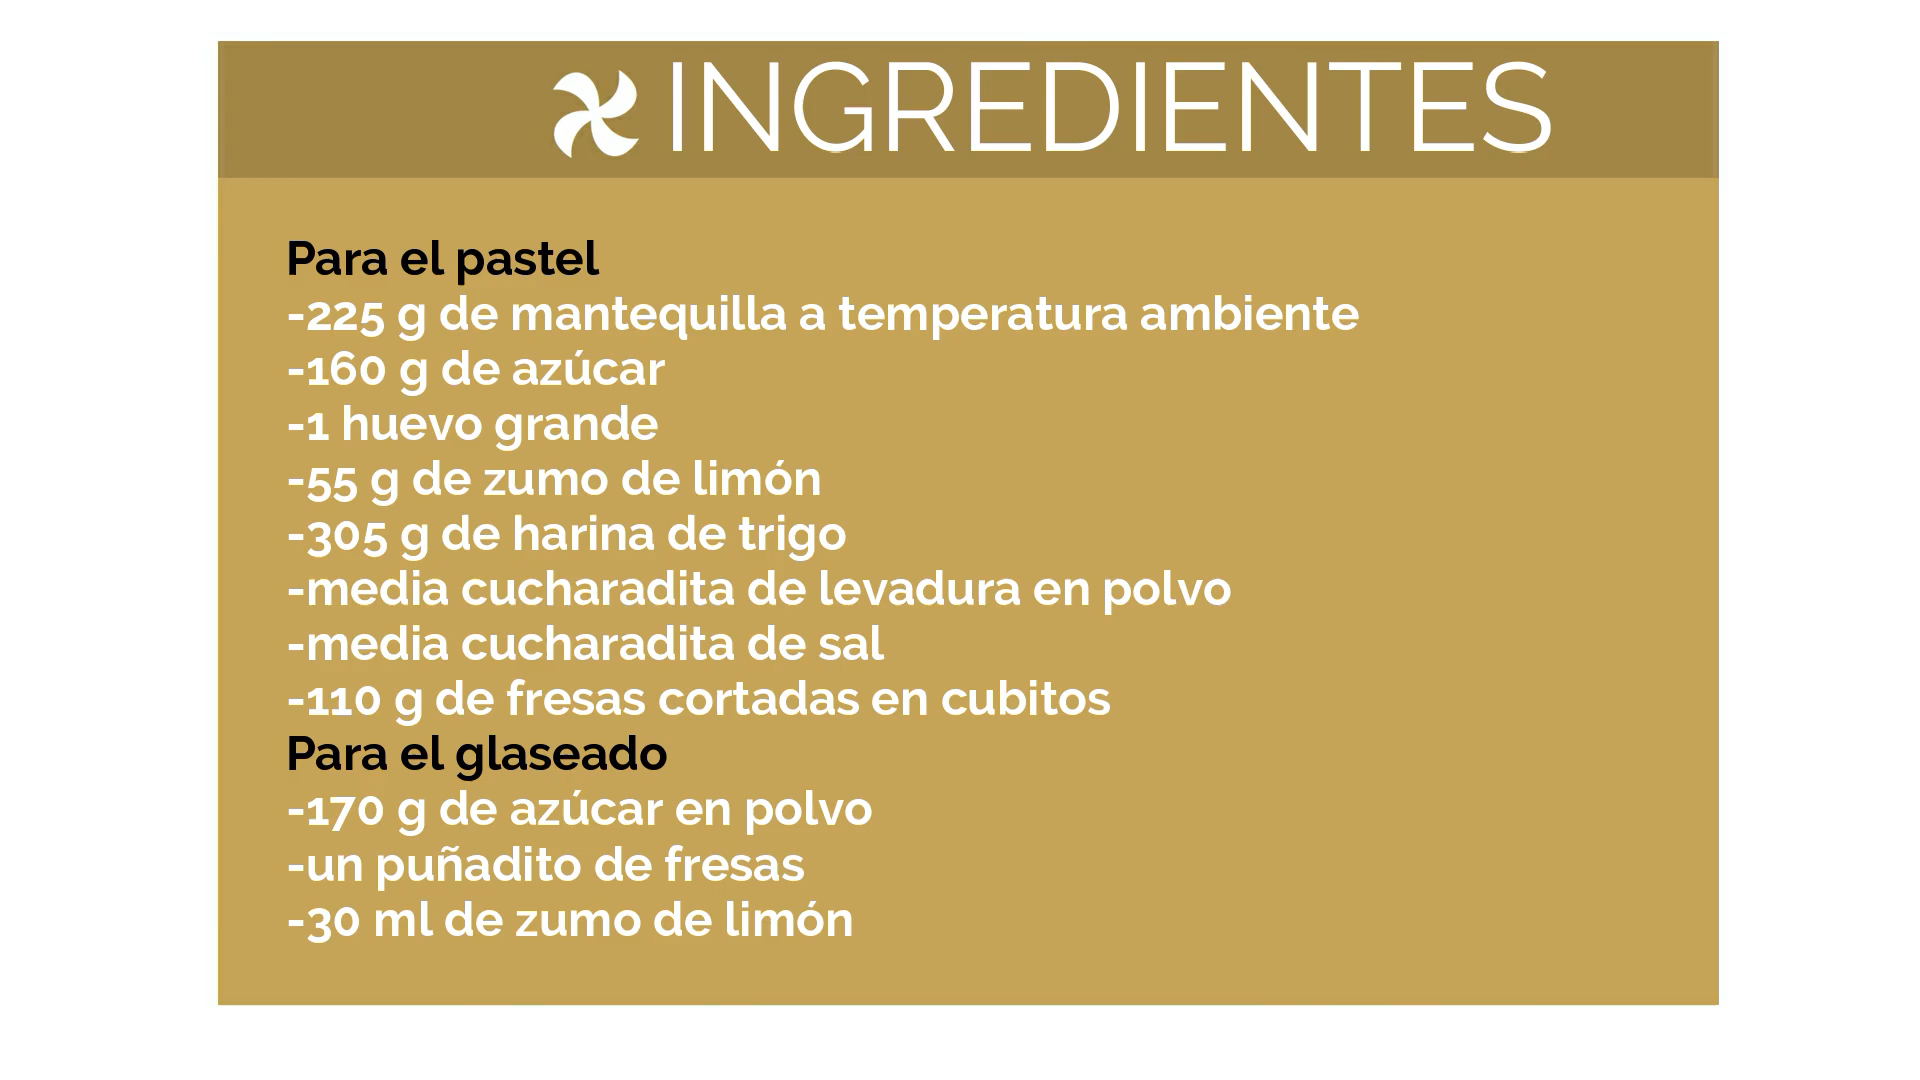 INGREDIENTES
Para el pastel
-225 g de mantequilla a temperatura ambiente
-160 g de azúcar
-1 huevo grande
-55 g de zumo de limón
-305 g de harina de trigo
-media cucharadita de levadura en polvo
-media cucharadita de sal
-110 g de fresas cortadas en cubitos
Para el glaseado
-170 g de azúcar en polvo
-un puñadito de fresas
-30 ml de zumo de limón